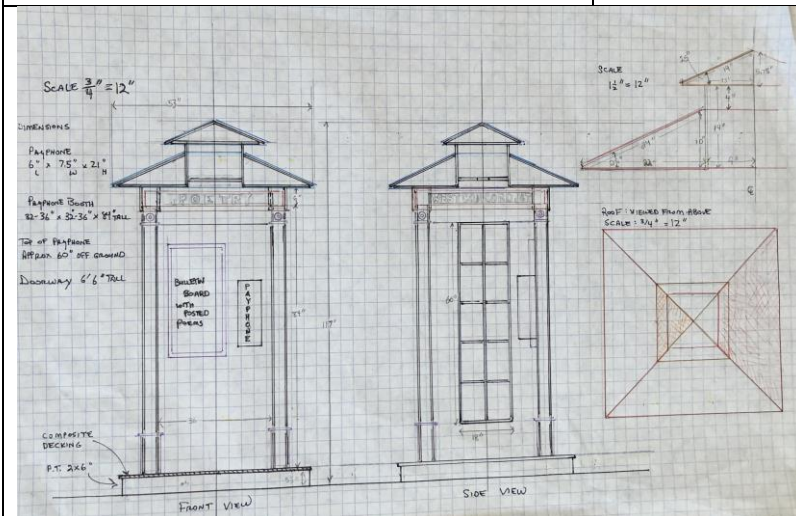 SCALE 3/4" = 12"
53"
DIMENSIONS
PAYPHONE
6" x 7.5" x 21"
L W H
PAYPHONE BOOTH
32-36" x 32-36" x 84" TALL
TOP OF PAYPHONE
APPROX 60" OFF GROUND
DOORWAY 6'6" TALL
POETRY
BULLETIN
BOARD
WITH
POSTED
POEMS
PAYPHONE
COMPOSITE
DECKING
P.T. 2x6"
FRONT VIEW
60"
18"
SIDE VIEW
SCALE
1 1/2" = 12"
ROOF: VIEWED FROM ABOVE
SCALE: 3/4" = 12"